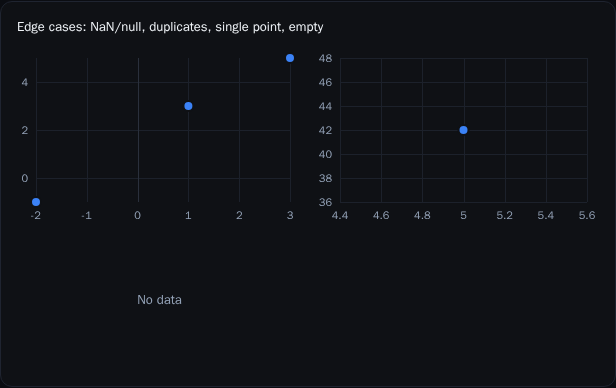 Edge cases: NaN/null, duplicates, single point, empty
4
2
0
-2 -1 0 1 2 3
48
46
44
42
40
38
36
4.4 4.6 4.8 5 5.2 5.4 5.6
No data